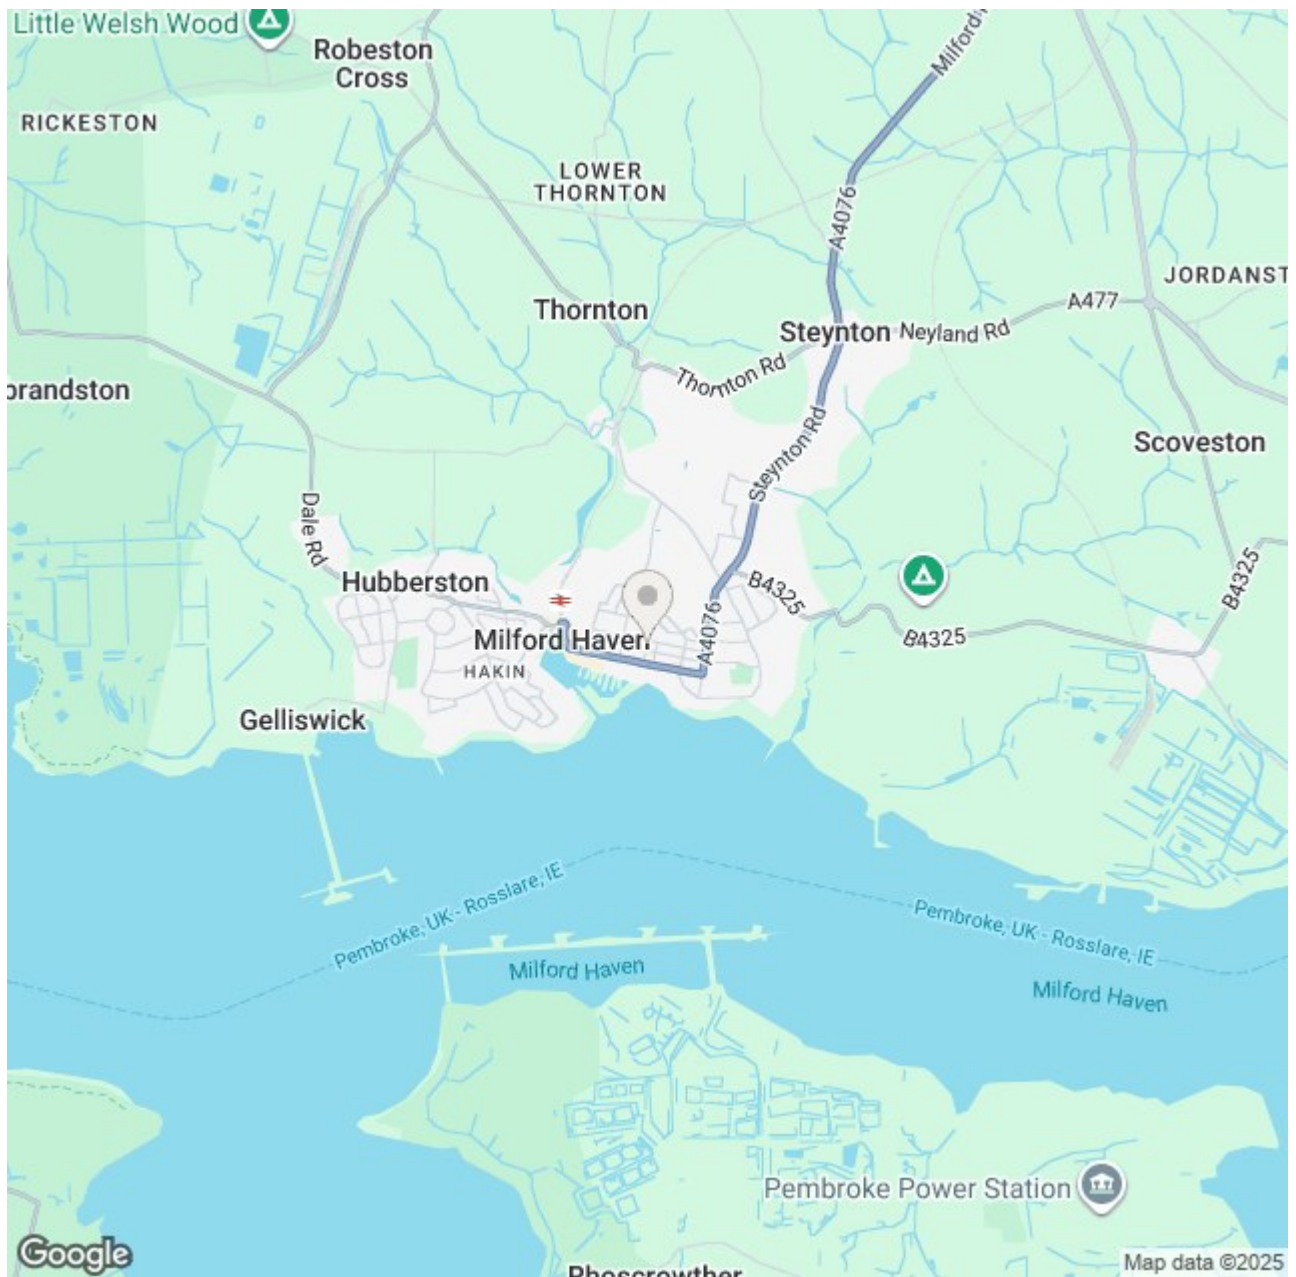 Little Welsh Wood
Robeston
Cross
Milford
RICKESTON
LOWER
THORNTON
A4076
JORDANST
A477
Thornton
Steynton
Neyland Rd
Thornton Rd
brandston
Steynton Rd
Scoveston
Dale Rd
Hubberston
B4325
B4325
B4325
A4076
Milford Haven
HAKIN
Gelliswick
Pembroke, UK - Rosslare, IE
Pembroke, UK - Rosslare, IE
Milford Haven
Milford Haven
Pembroke Power Station
Google
Map data ©2025
Rhoscrowther